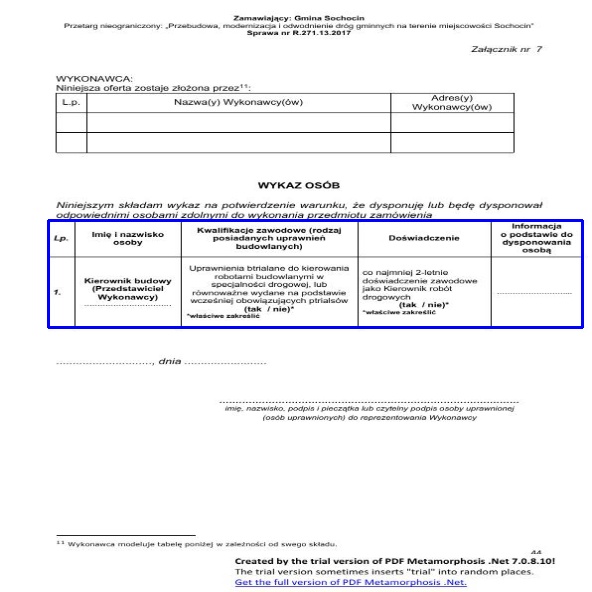 Zamawiający: Gmina Sochocin
Przetarg nieograniczony: „Przebudowa, modernizacja i odwodnienie dróg gminnych na terenie miejscowości Sochocin”
Sprawa nr R.271.13.2017
Załącznik nr 7
WYKONAWCA:
Niniejsza oferta zostaje złożona przez¹¹:
L.p. Nazwa(y) Wykonawcy(ów) Adres(y)
Wykonawcy(ów)
WYKAZ OSÓB
Niniejszym składam wykaz na potwierdzenie warunku, że dysponuję lub będę dysponował
odpowiednimi osobami zdolnymi do wykonania przedmiotu zamówienia
Lp.
Imię i nazwisko
osoby
Kwalifikacje zawodowe (rodzaj
posiadanych uprawnień
budowlanych)
Doświadczenie
Informacja
o podstawie do
dysponowania
osobą
1.
Kierownik budowy
(Przedstawiciel
Wykonawcy)
................................
Uprawnienia btrialane do kierowania
robotami budowlanymi w
specjalności drogowej, lub
równoważne wydane na podstawie
wcześniej obowiązujących ptrialsów
(tak / nie)*
*właściwe zakreślić
co najmniej 2-letnie
doświadczenie zawodowe
jako Kierownik robót
drogowych
(tak / nie)*
*właściwe zakreślić
............................
............................, dnia ........................
................................................................................
imię, nazwisko, podpis i pieczątka lub czytelny podpis osoby uprawnionej
(osób uprawnionych) do reprezentowania Wykonawcy
¹¹ Wykonawca modeluje tabelę poniżej w zależności od swego składu.
44
Created by the trial version of PDF Metamorphosis .Net 7.0.8.10!
The trial version sometimes inserts "trial" into random places.
Get the full version of PDF Metamorphosis .Net.